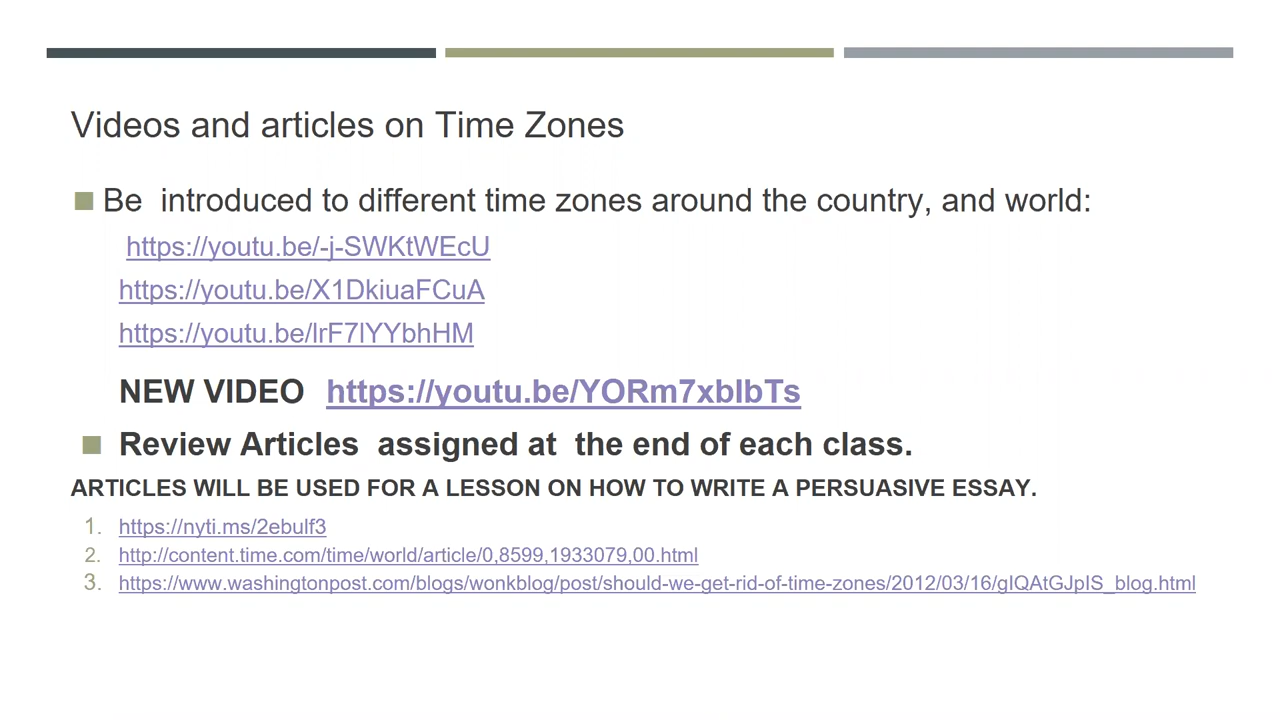 Videos and articles on Time Zones
Be introduced to different time zones around the country, and world:
https://youtu.be/-j-SWKtWEcU
https://youtu.be/X1DkiuaFCuA
https://youtu.be/lrF7lYYbhHM
NEW VIDEO https://youtu.be/YORm7xblbTs
Review Articles assigned at the end of each class.
ARTICLES WILL BE USED FOR A LESSON ON HOW TO WRITE A PERSUASIVE ESSAY.
1. https://nyti.ms/2ebulf3
2. http://content.time.com/time/world/article/0,8599,1933079,00.html
3. https://www.washingtonpost.com/blogs/wonkblog/post/should-we-get-rid-of-time-zones/2012/03/16/gIQAtGJpIS_blog.html